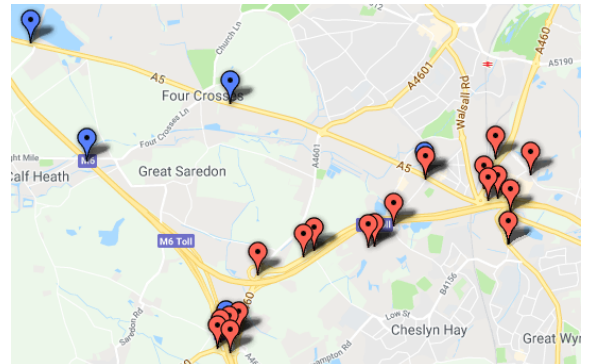 A460
Church Ln
A5190
A4601
Walsall Rd
A5
Four Crosses
Four Crosses Ln
ght Mile
M6
A4601
A5
Calf Heath
Great Saredon
M6 Toll
B4156
A460
Saredon Rd
Low St
Cheslyn Hay
Great Wyr